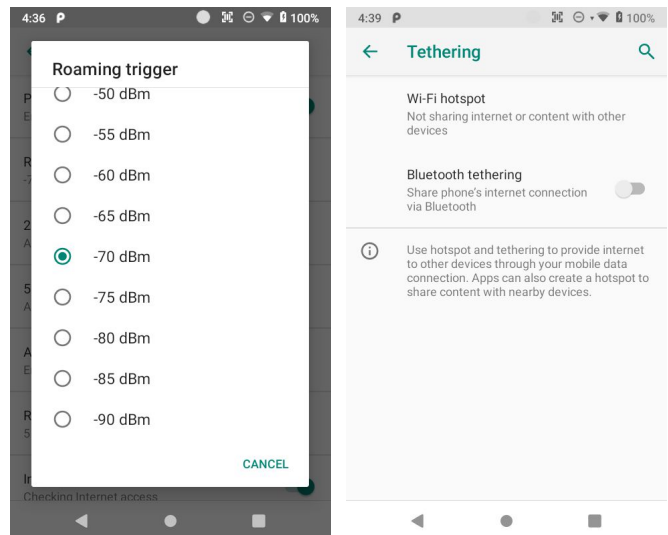 4:36
100%
Roaming trigger
-50 dBm
-55 dBm
-60 dBm
-65 dBm
-70 dBm
-75 dBm
-80 dBm
-85 dBm
-90 dBm
CANCEL
Checking Internet access
4:39
100%
Tethering
Wi-Fi hotspot
Not sharing internet or content with other
devices
Bluetooth tethering
Share phone's internet connection
via Bluetooth
Use hotspot and tethering to provide internet
to other devices through your mobile data
connection. Apps can also create a hotspot to
share content with nearby devices.